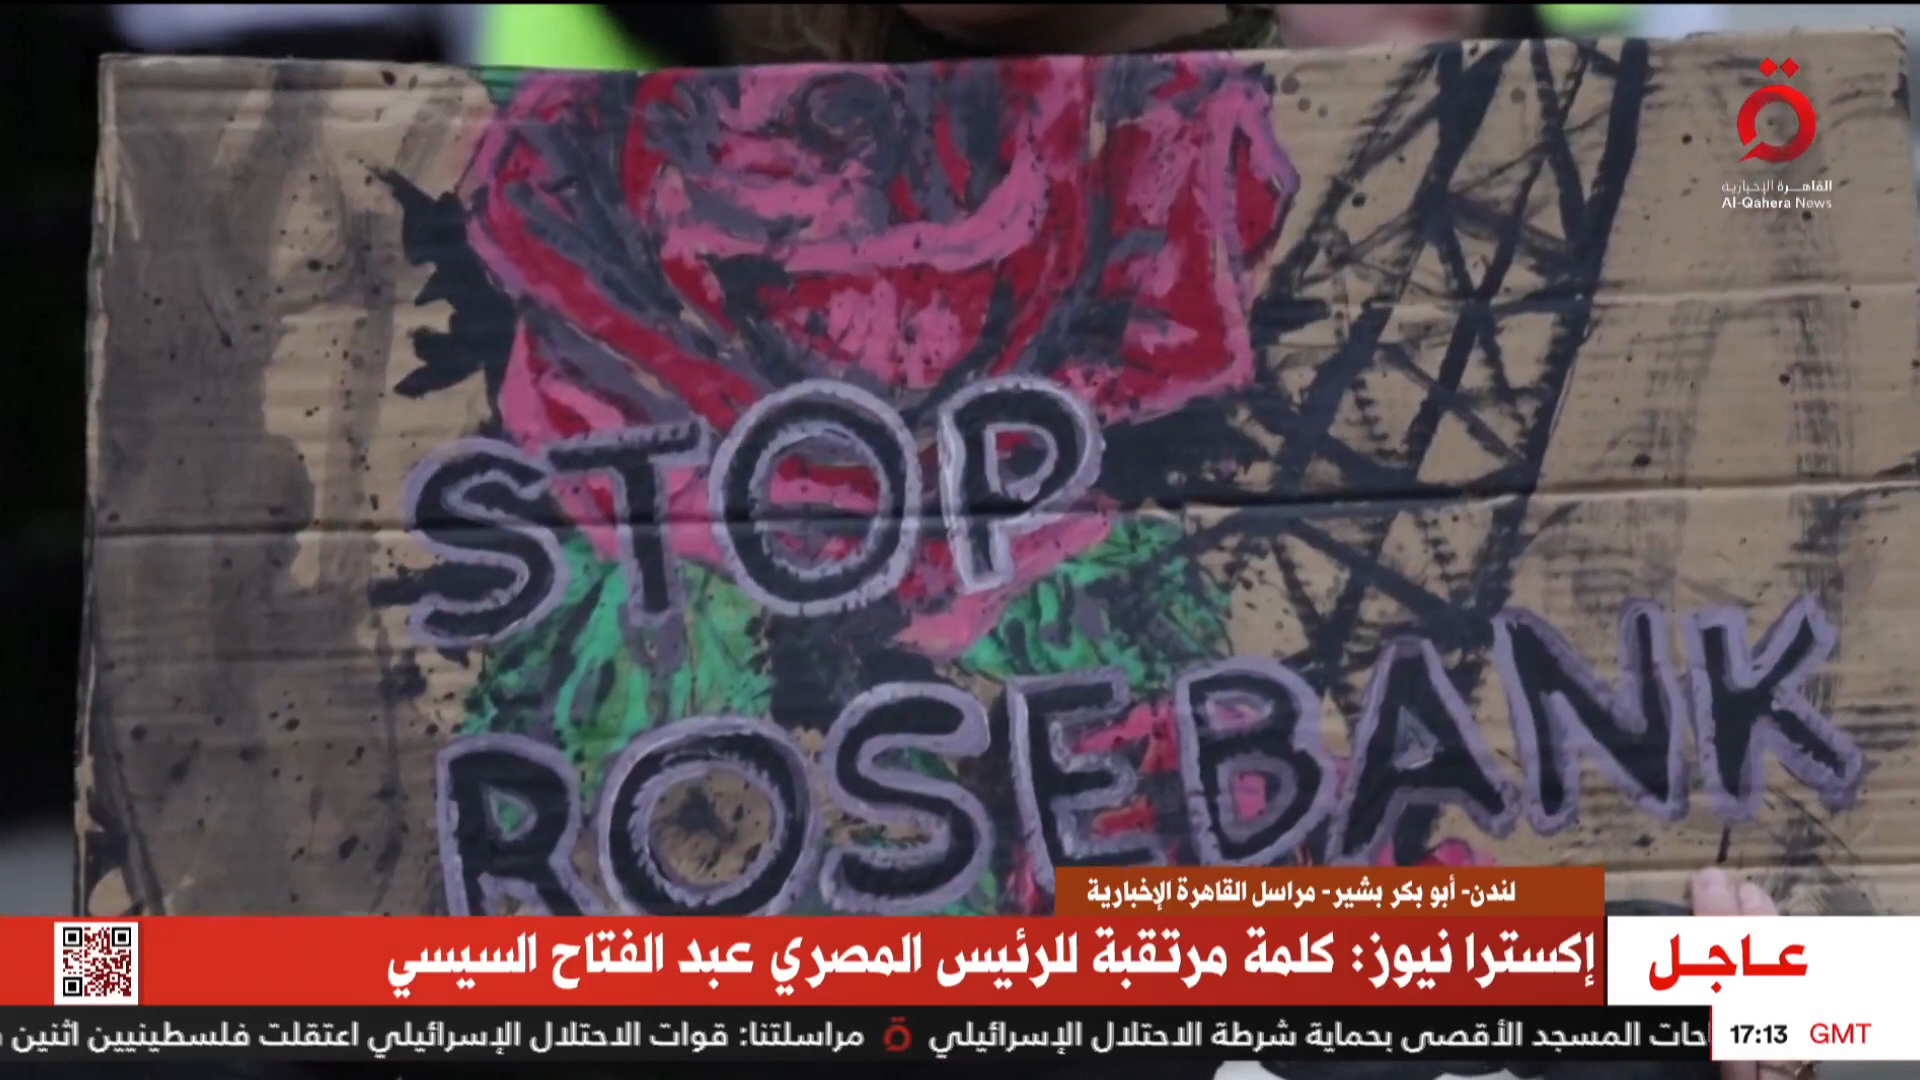 القاهرة الإخبارية
Al-Qahera News
STOP
ROSEBANK
لندن- أبو بكر بشير- مراسل القاهرة الإخبارية
عاجل
إكسترا نيوز: كلمة مرتقبة للرئيس المصري عبد الفتاح السيسي
المسجد الأقصى بحماية شرطة الاحتلال الإسرائيلي
مراسلتنا: قوات الاحتلال الإسرائيلي اعتقلت فلسطينيين اثنين
17:13 GMT